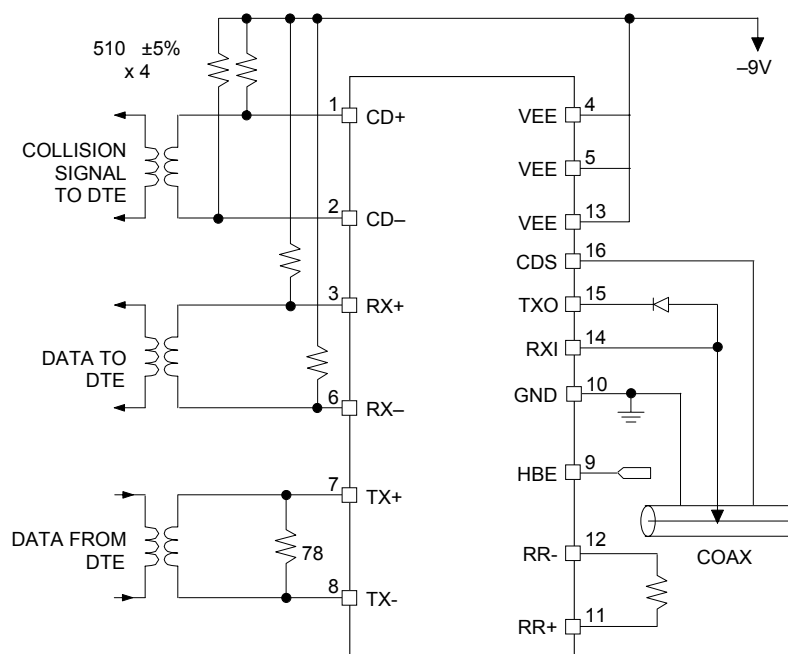 510 ±5%
x 4
–9V
1
CD+
VEE
4
COLLISION
SIGNAL
TO DTE
VEE
5
2
CD–
VEE
13
CDS
16
3
RX+
TXO
15
RXI
14
DATA TO
DTE
6
RX–
GND
10
HBE
9
7
TX+
DATA FROM
DTE
78
8
TX-
RR-
12
COAX
RR+
11